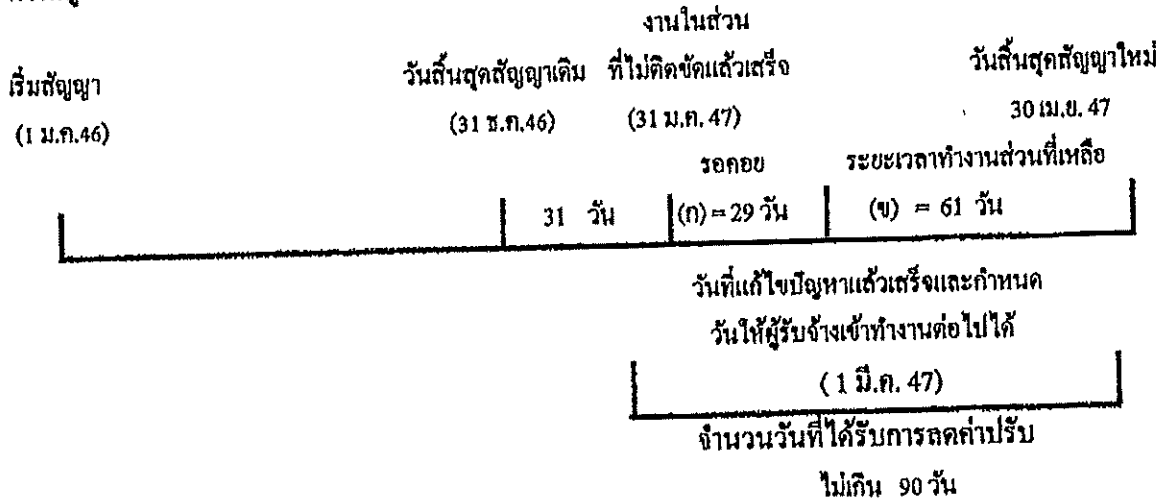 งานในส่วน
เริ่มสัญญา วันสิ้นสุดสัญญาเดิม ที่ไม่ติดขัดแล้วเสร็จ วันสิ้นสุดสัญญาใหม่
(1 ม.ค.46) (31 ธ.ค.46) (31 ม.ค. 47) 30 เม.ย. 47
รอคอย ระยะเวลาทำงานส่วนที่เหลือ
31 วัน (ก) = 29 วัน (ข) = 61 วัน
วันที่แก้ไขปัญหาแล้วเสร็จและกำหนด
วันให้ผู้รับจ้างเข้าทำงานต่อไปได้
( 1 มี.ค. 47)
จำนวนวันที่ได้รับการลดค่าปรับ
ไม่เกิน 90 วัน